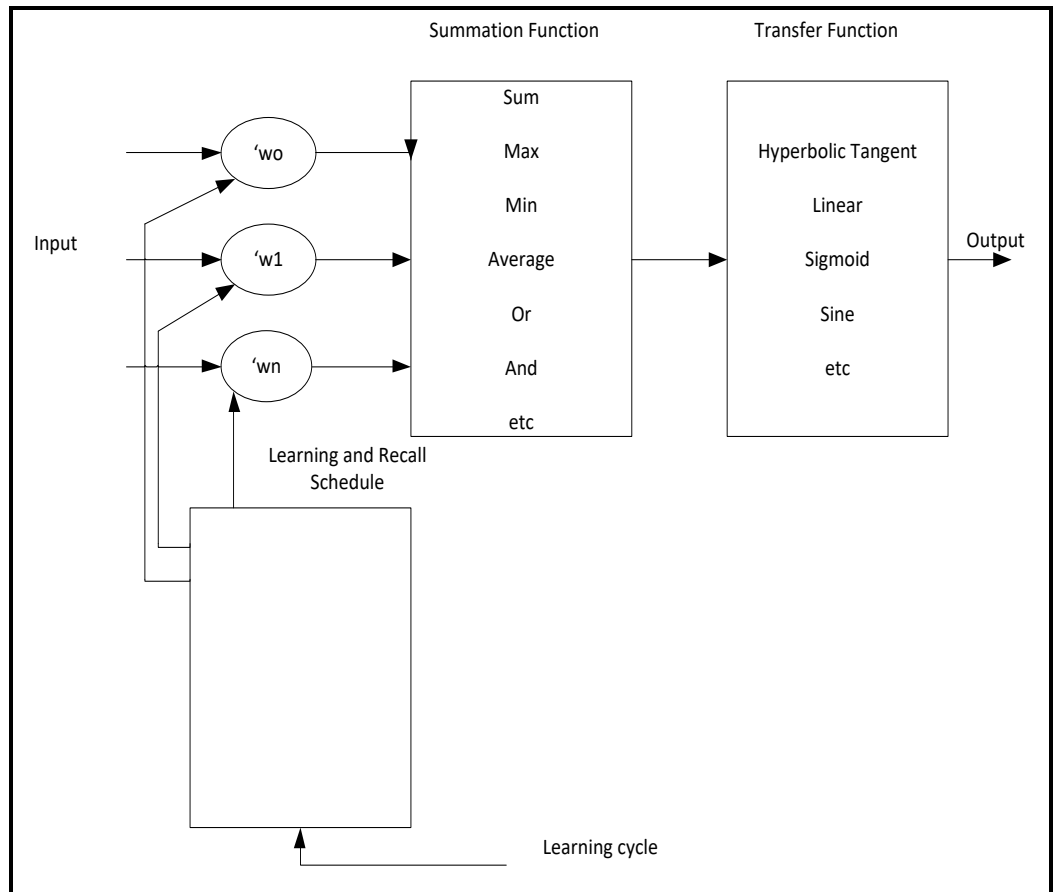 Summation Function
Transfer Function
Sum
Max
Min
Average
Or
And
etc
Hyperbolic Tangent
Linear
Sigmoid
Sine
etc
Input
‘wo
‘w1
‘wn
Output
Learning and Recall
Schedule
Learning cycle